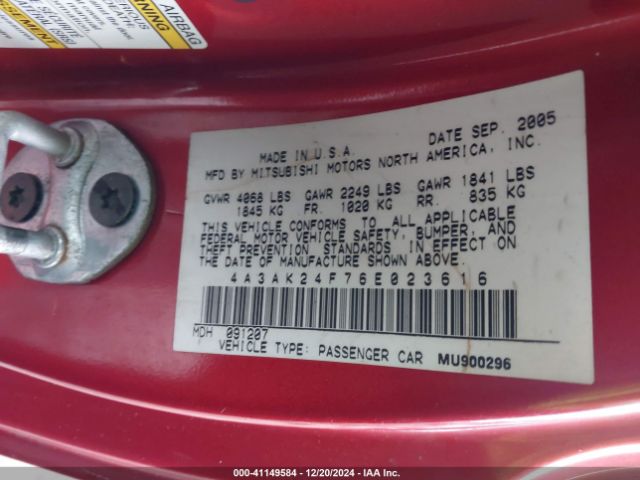 WARNING
AIRBAG
MADE IN U.S.A. DATE SEP. 2005
MFD BY MITSUBISHI MOTORS NORTH AMERICA, INC.
GVWR 4068 LBS GAWR 2249 LBS GAWR 1841 LBS
1845 KG FR. 1020 KG RR. 835 KG
THIS VEHICLE CONFORMS TO ALL APPLICABLE
FEDERAL MOTOR VEHICLE SAFETY, BUMPER, AND
THEFT PREVENTION STANDARDS IN EFFECT ON
THE DATE OF MANUFACTURE SHOWN ABOVE.
4A3AK24F76E023616
MDH 091207
VEHICLE TYPE: PASSENGER CAR MU900296
000-41149584 | 12/20/2024 - IAA Inc.